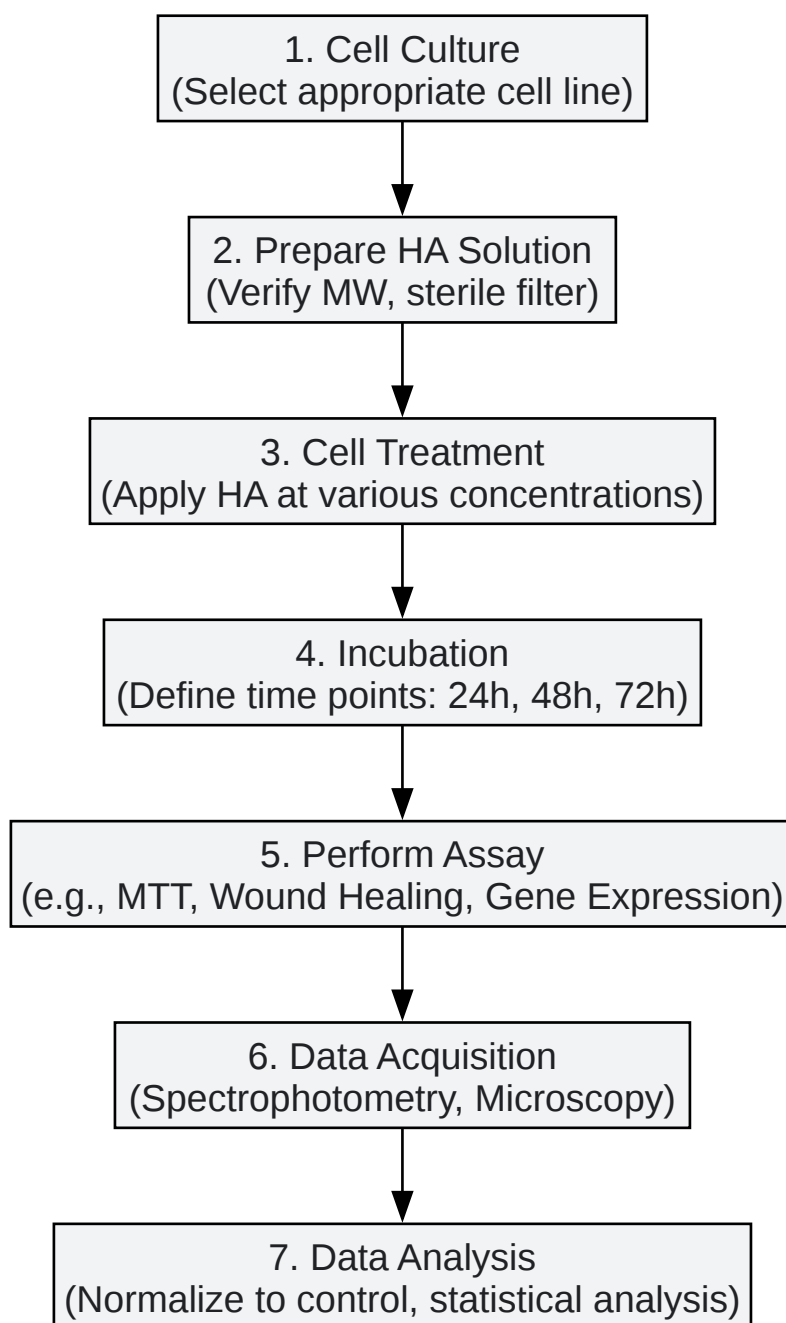 1. Cell Culture
(Select appropriate cell line)
2. Prepare HA Solution
(Verify MW, sterile filter)
3. Cell Treatment
(Apply HA at various concentrations)
4. Incubation
(Define time points: 24h, 48h, 72h)
5. Perform Assay
(e.g., MTT, Wound Healing, Gene Expression)
6. Data Acquisition
(Spectrophotometry, Microscopy)
7. Data Analysis
(Normalize to control, statistical analysis)